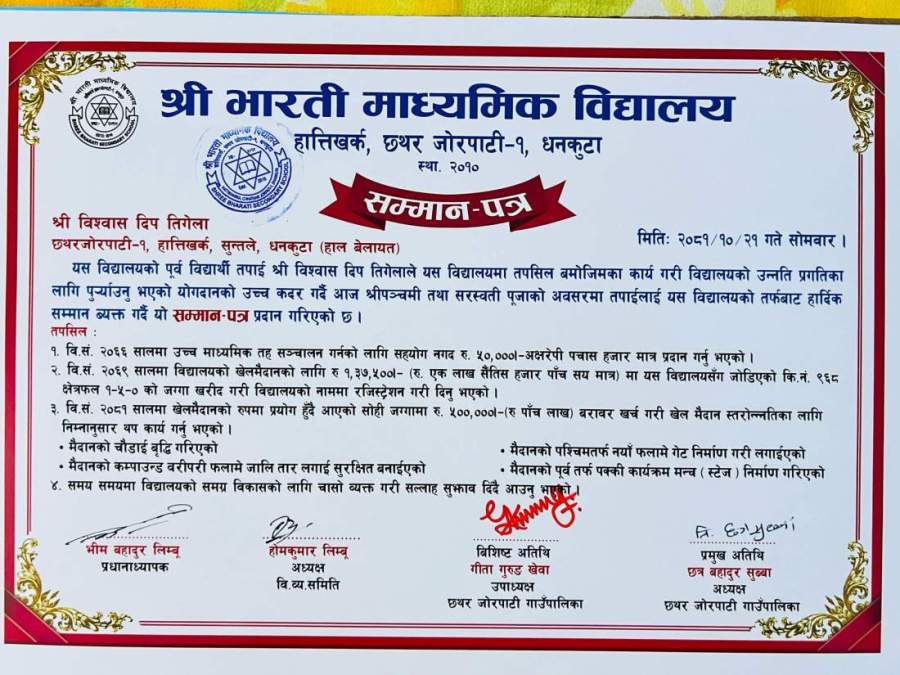 श्री भारती माध्यमिक विद्यालय
हात्तिखर्क, छथर जोरपाटी-१, धनकुटा
स्था. २०१०
सम्मान-पत्र
श्री विश्वास दिप तिगेला
छथरजोरपाटी-१, हात्तिखर्क, सुन्तले, धनकुटा (हाल बेलायत)
मितिः २०८१/१०/२१ गते सोमवार ।
यस विद्यालयको पूर्व विद्यार्थी तपाई श्री विश्वास दिप तिगेलाले यस विद्यालयमा तपसिल बमोजिमका कार्य गरी विद्यालयको उन्नति प्रगतिका
लागि पुर्‍याउनु भएको योगदानको उच्च कदर गर्दै आज श्रीपञ्चमी तथा सरस्वती पूजाको अवसरमा तपाईलाई यस विद्यालयको तर्फबाट हार्दिक
सम्मान ब्यक्त गर्दै यो सम्मान-पत्र प्रदान गरिएको छ ।
तपसिल :
१. वि.सं. २०६६ सालमा उच्च माध्यमिक तह सञ्चालन गर्नको लागि सहयोग नगद रु. ५०,०००।-अक्षरेपी पचास हजार मात्र प्रदान गर्नु भएको ।
२. वि.सं. २०६९ सालमा विद्यालयको खेलमैदानको लागि रु १,३७,५००।- (रु. एक लाख सैंतिस हजार पाँच सय मात्र) मा यस विद्यालयसँग जोडिएको कि.नं. ९६८
क्षेत्रफल १-५-० को जग्गा खरीद गरी विद्यालयको नाममा रजिस्ट्रेशन गरी दिनु भएको ।
३. वि.सं. २०८१ सालमा खेलमैदानको रुपमा प्रयोग हुँदै आएको सोही जग्गामा रु. ५००,०००।-(रु पाँच लाख) बरावर खर्च गरी खेल मैदान स्तरोन्नतिका लागि
निम्नानुसार थप कार्य गर्नु भएको ।
• मैदानको चौडाई बृद्धि गरिएको
• मैदानको पश्चिमतर्फ नयाँ फलामे गेट निर्माण गरी लगाईएको
• मैदानको कम्पाउन्ड वरीपरी फलामे जालि तार लगाई सुरक्षित बनाईएको
• मैदानको पूर्व तर्फ पक्की कार्यक्रम मन्च (स्टेज) निर्माण गरिएको
४. समय समयमा विद्यालयको समग्र विकासको लागि चासो ब्यक्त गरी सल्लाह सुझाव दिंदै आउनु भएको ।
भीम बहादुर लिम्बू
प्रधानाध्यापक
होमकुमार लिम्बू
अध्यक्ष
वि.व्य.समिति
बिशिष्ट अतिथि
गीता गुरुङ खेवा
उपाध्यक्ष
छथर जोरपाटी गाउँपालिका
प्रमुख अतिथि
छत्र बहादुर सुब्बा
अध्यक्ष
छथर जोरपाटी गाउँपालिका